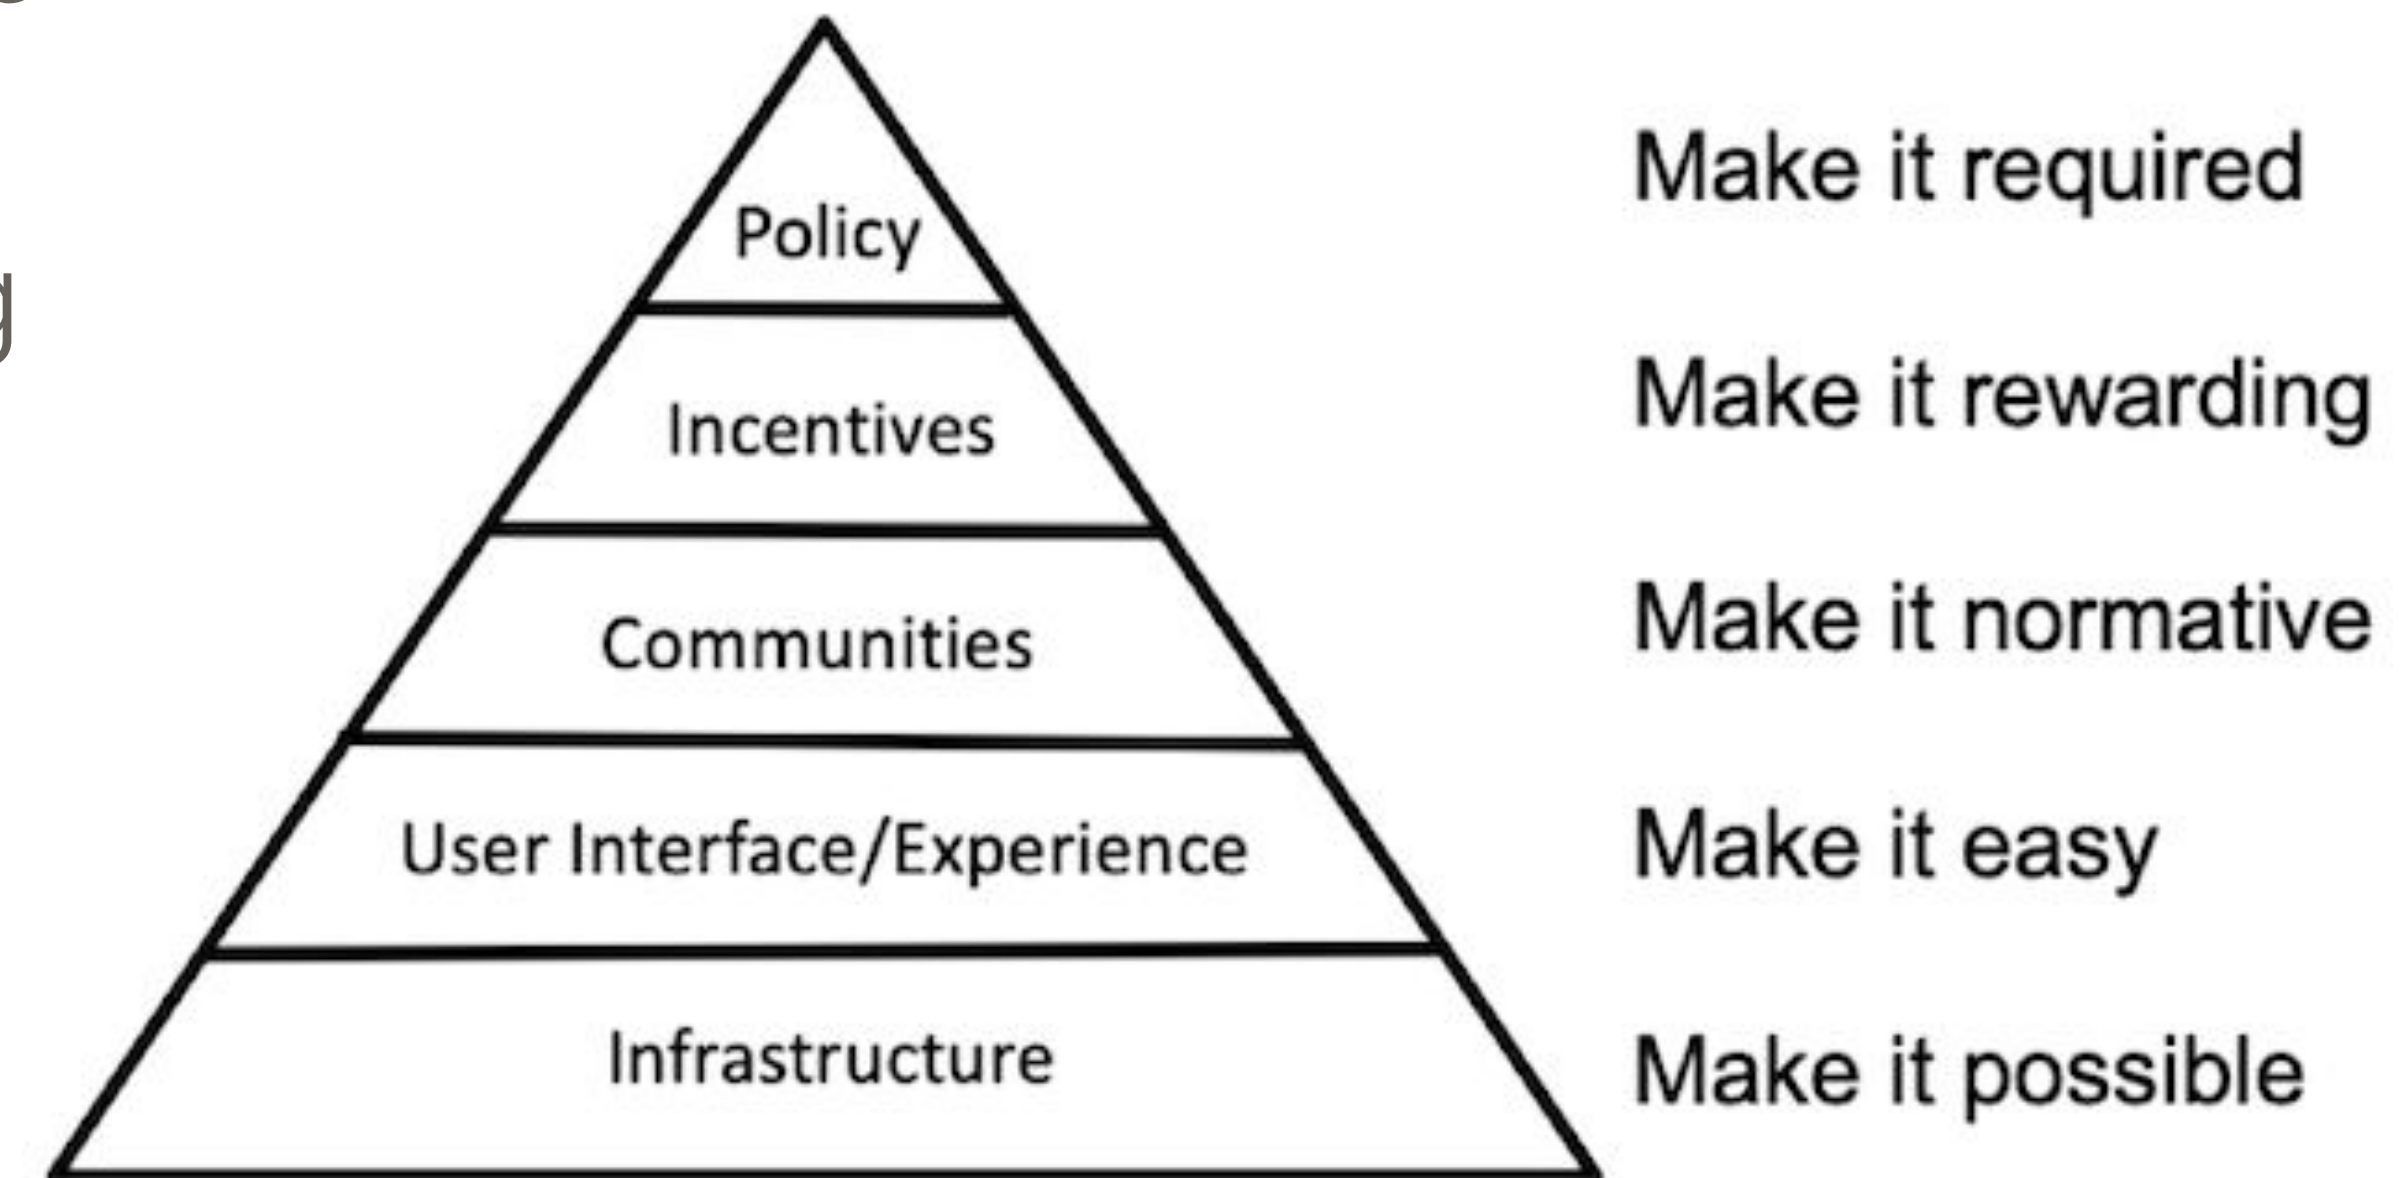 g
Policy
Make it required
Incentives
Make it rewarding
Communities
Make it normative
User Interface/Experience
Make it easy
Infrastructure
Make it possible